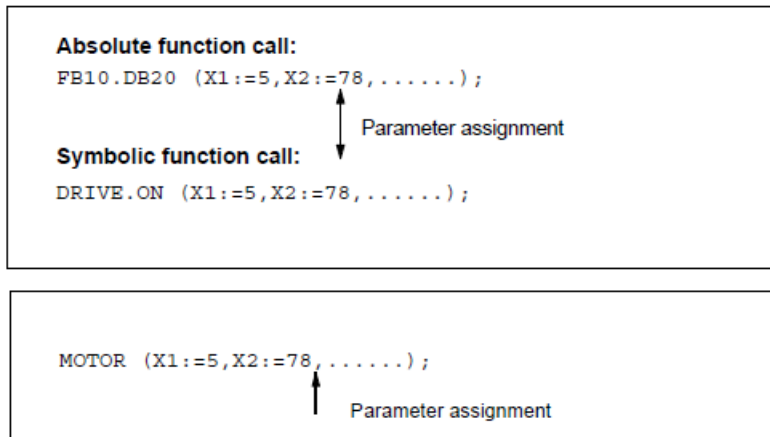 Absolute function call:
FB10.DB20 (X1:=5,X2:=78,......);
Parameter assignment
Symbolic function call:
DRIVE.ON (X1:=5,X2:=78,......);
MOTOR (X1:=5,X2:=78,......);
Parameter assignment